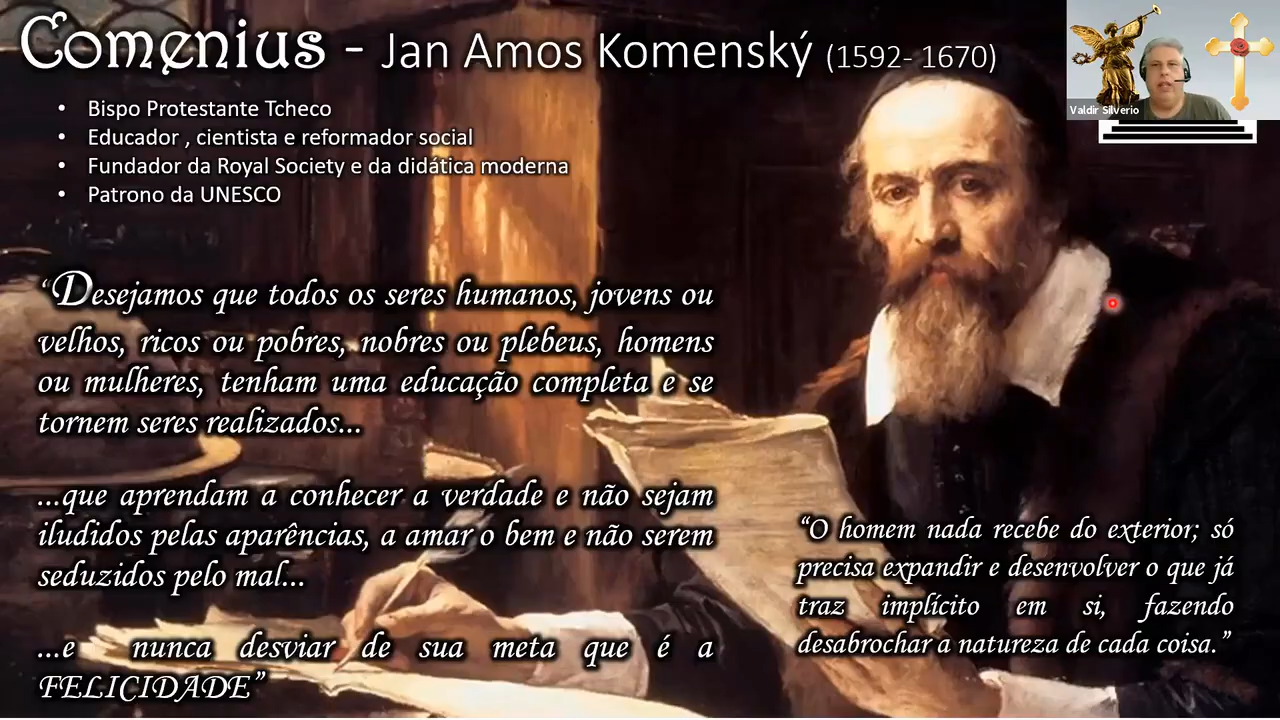 Comenius - Jan Amos Komenský (1592- 1670)
Valdir Silverio
• Bispo Protestante Tcheco
• Educador , cientista e reformador social
• Fundador da Royal Society e da didática moderna
• Patrono da UNESCO
“Desejamos que todos os seres humanos, jovens ou
velhos, ricos ou pobres, nobres ou plebeus, homens
ou mulheres, tenham uma educação completa e se
tornem seres realizados...
...que aprendam a conhecer a verdade e não sejam
iludidos pelas aparências, a amar o bem e não serem
seduzidos pelo mal...
...e nunca desviar de sua meta que é a
FELICIDADE”
“O homem nada recebe do exterior; só
precisa expandir e desenvolver o que já
traz implícito em si, fazendo
desabrochar a natureza de cada coisa.”